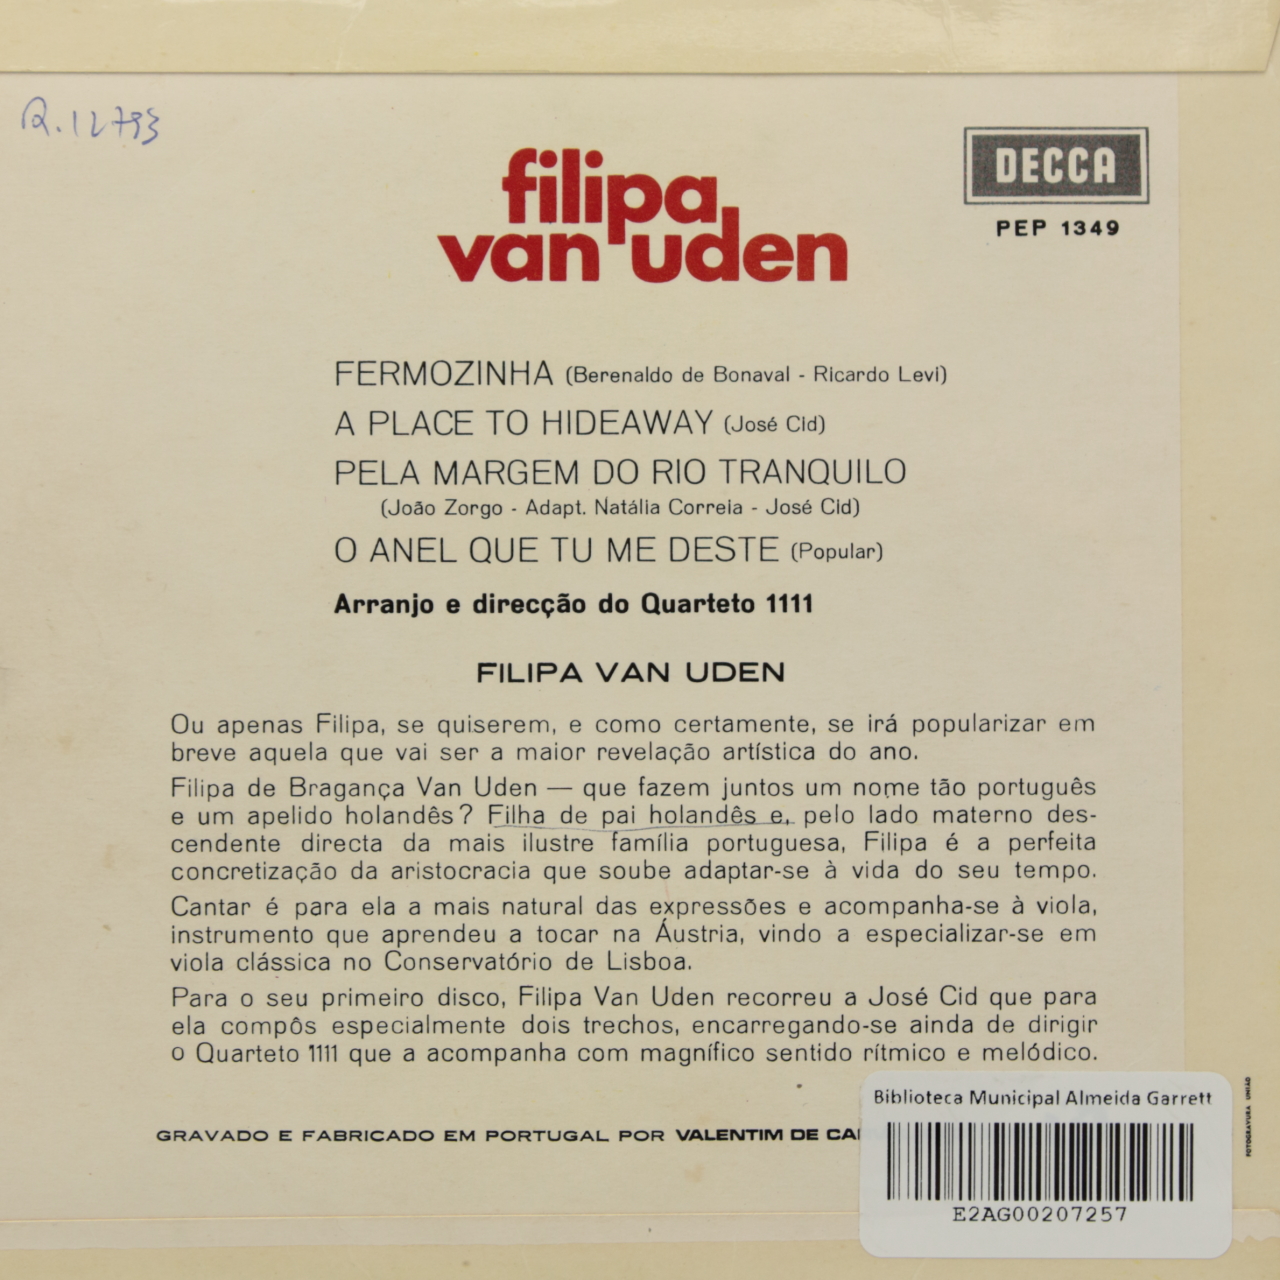 R.12793
filipa
van uden
DECCA
PEP 1349
FERMOZINHA (Berenaldo de Bonaval - Ricardo Levi)
A PLACE TO HIDEAWAY (José Cid)
PELA MARGEM DO RIO TRANQUILO
(João Zorgo - Adapt. Natália Correia - José Cid)
O ANEL QUE TU ME DESTE (Popular)
Arranjo e direcção do Quarteto 1111
FILIPA VAN UDEN
Ou apenas Filipa, se quiserem, e como certamente, se irá popularizar em
breve aquela que vai ser a maior revelação artística do ano.
Filipa de Bragança Van Uden — que fazem juntos um nome tão português
e um apelido holandês? Filha de pai holandês e, pelo lado materno des-
cendente directa da mais ilustre família portuguesa, Filipa é a perfeita
concretização da aristocracia que soube adaptar-se à vida do seu tempo.
Cantar é para ela a mais natural das expressões e acompanha-se à viola,
instrumento que aprendeu a tocar na Áustria, vindo a especializar-se em
viola clássica no Conservatório de Lisboa.
Para o seu primeiro disco, Filipa Van Uden recorreu a José Cid que para
ela compôs especialmente dois trechos, encarregando-se ainda de dirigir
o Quarteto 1111 que a acompanha com magnífico sentido rítmico e melódico.
GRAVADO E FABRICADO EM PORTUGAL POR VALENTIM DE CA
Biblioteca Municipal Almeida Garrett
E2AG00207257
FOTOGRAVURA UNIÃO